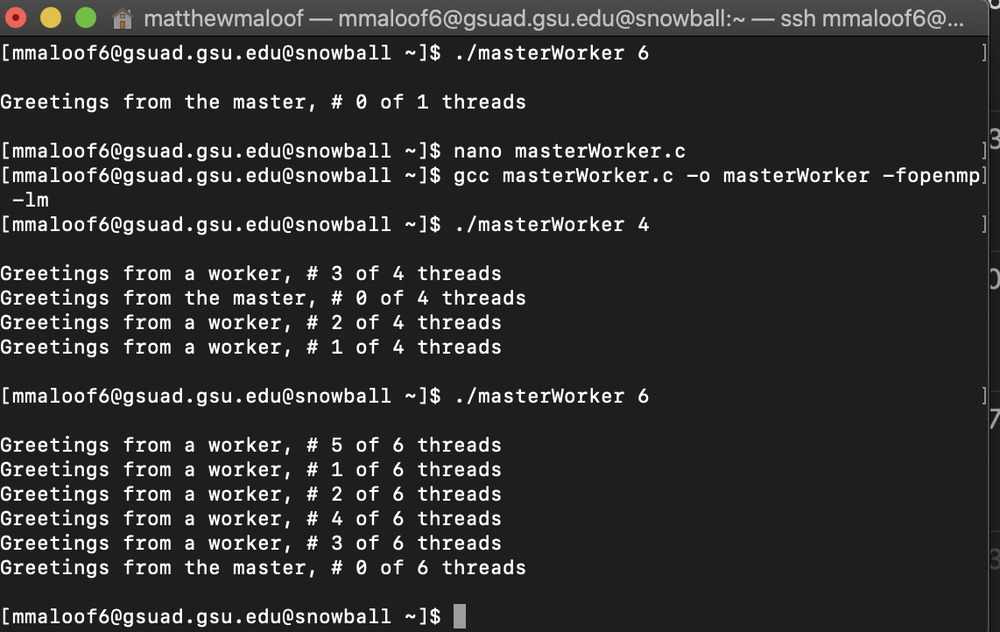 matthewmaloof — mmaloof6@gsuad.gsu.edu@snowball:~ — ssh mmaloof6@...
[mmaloof6@gsuad.gsu.edu@snowball ~]$ ./masterWorker 6 ]
Greetings from the master, # 0 of 1 threads
[mmaloof6@gsuad.gsu.edu@snowball ~]$ nano masterWorker.c ]
[mmaloof6@gsuad.gsu.edu@snowball ~]$ gcc masterWorker.c -o masterWorker -fopenmp]
-lm
[mmaloof6@gsuad.gsu.edu@snowball ~]$ ./masterWorker 4 ]
Greetings from a worker, # 3 of 4 threads
Greetings from the master, # 0 of 4 threads
Greetings from a worker, # 2 of 4 threads
Greetings from a worker, # 1 of 4 threads
[mmaloof6@gsuad.gsu.edu@snowball ~]$ ./masterWorker 6 ]
Greetings from a worker, # 5 of 6 threads
Greetings from a worker, # 1 of 6 threads
Greetings from a worker, # 2 of 6 threads
Greetings from a worker, # 4 of 6 threads
Greetings from a worker, # 3 of 6 threads
Greetings from the master, # 0 of 6 threads
[mmaloof6@gsuad.gsu.edu@snowball ~]$